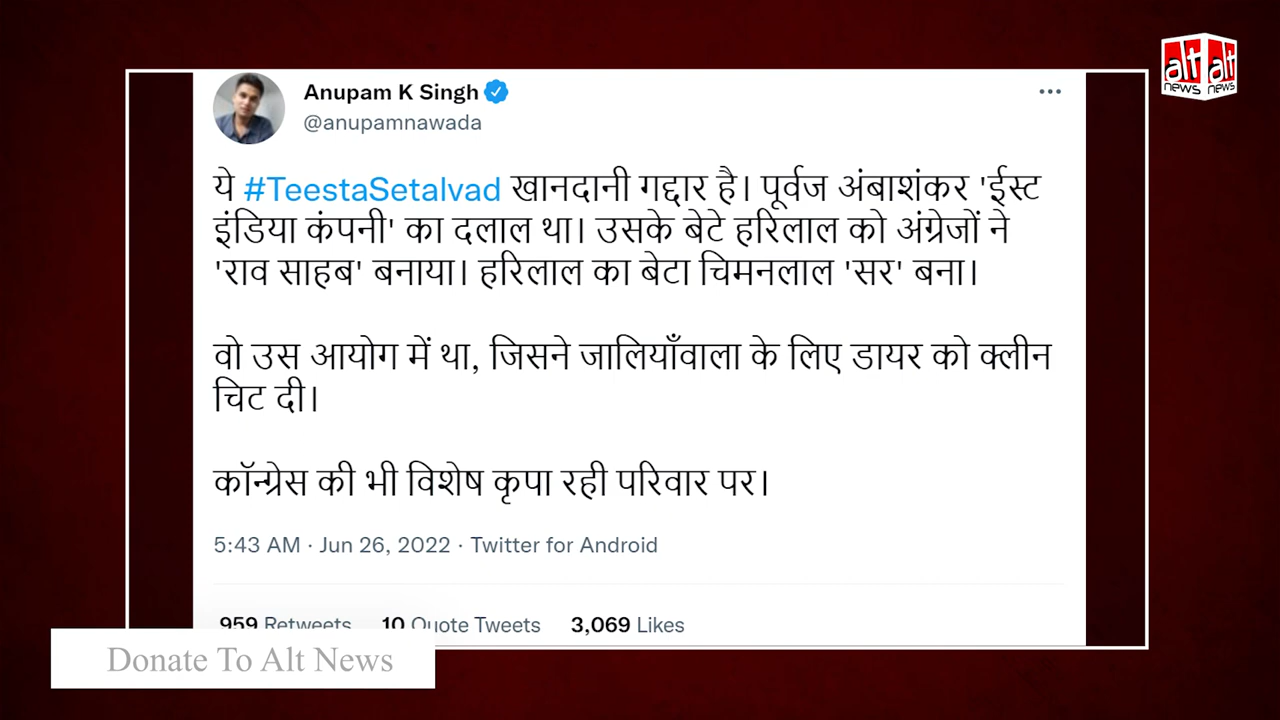 alt alt
news news
Anupam K Singh
@anupamnawada
ये #TeestaSetalvad खानदानी गद्दार है। पूर्वज अंबाशंकर 'ईस्ट
इंडिया कंपनी' का दलाल था। उसके बेटे हरिलाल को अंग्रेजों ने
'राव साहब' बनाया। हरिलाल का बेटा चिमनलाल 'सर' बना।
वो उस आयोग में था, जिसने जालियाँवाला के लिए डायर को क्लीन
चिट दी।
कॉन्ग्रेस की भी विशेष कृपा रही परिवार पर।
5:43 AM · Jun 26, 2022 · Twitter for Android
959 Retweets 10 Quote Tweets 3,069 Likes
Donate To Alt News